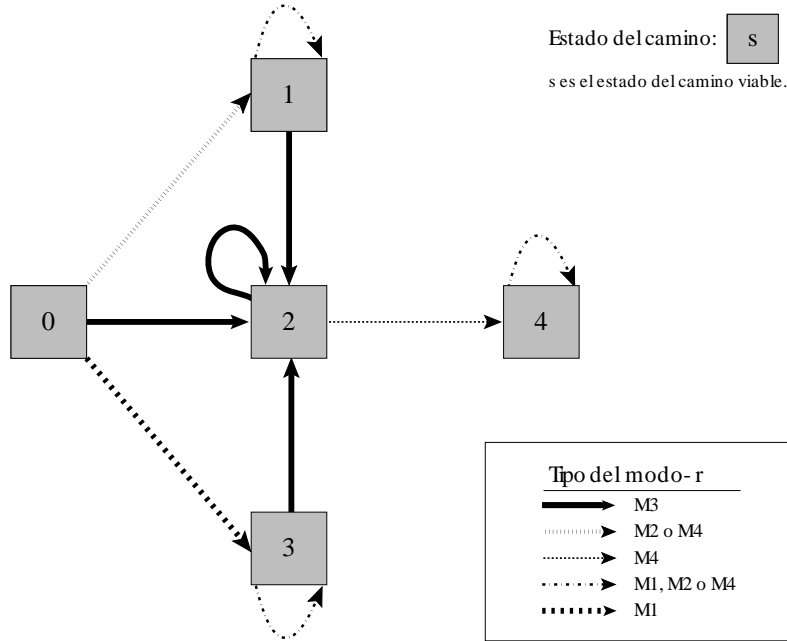 Estado del camino: s
s es el estado del camino viable.
1
0
2
4
3
Tipo del modo- r
M3
M2 o M4
M4
M1, M2 o M4
M1